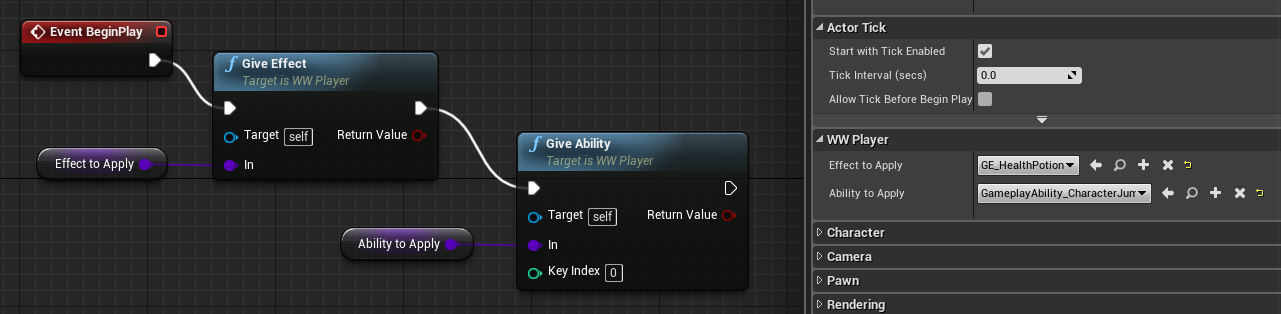 Event BeginPlay
Give Effect
Target is WW Player
Target self
Return Value
Effect to Apply
In
Give Ability
Target is WW Player
Target self
Return Value
Ability to Apply
In
Key Index 0
Actor Tick
Start with Tick Enabled
Tick Interval (secs) 0.0
Allow Tick Before Begin Play
WW Player
Effect to Apply GE_HealthPotion
Ability to Apply GameplayAbility_CharacterJum
Character
Camera
Pawn
Rendering